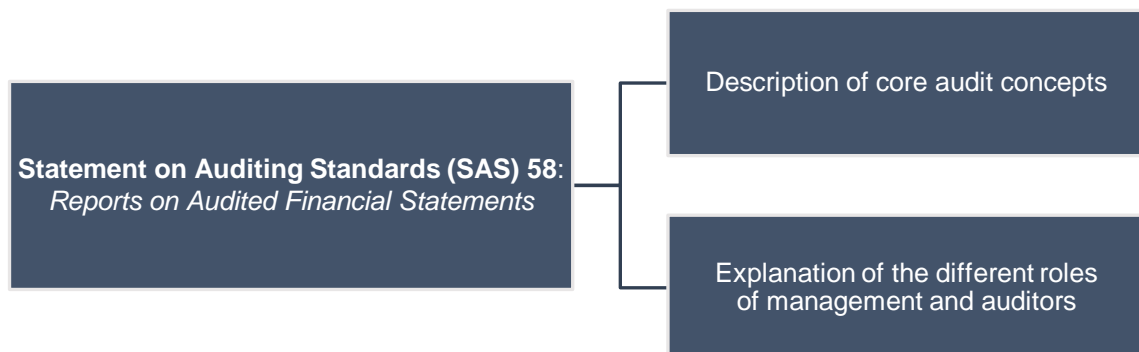 Statement on Auditing Standards (SAS) 58:
Reports on Audited Financial Statements
Description of core audit concepts
Explanation of the different roles
of management and auditors